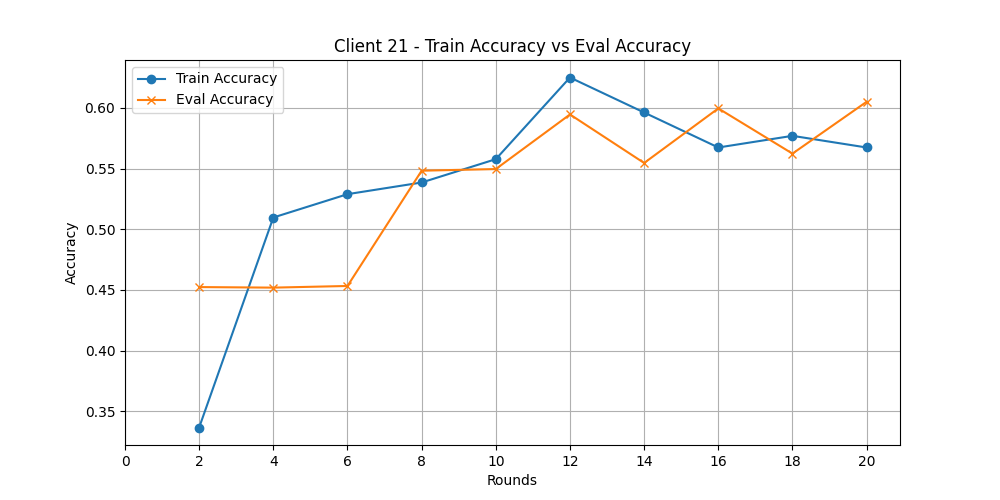 Client 21 - Train Accuracy vs Eval Accuracy
Train Accuracy
Eval Accuracy
Accuracy
0.60
0.55
0.50
0.45
0.40
0.35
0 2 4 6 8 10 12 14 16 18 20
Rounds